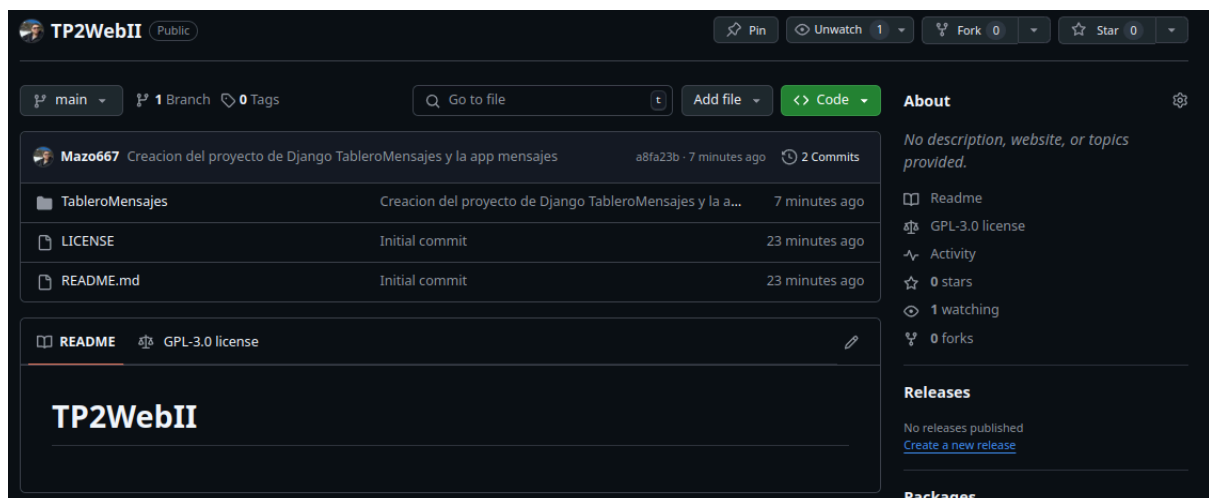 TP2WebII Public
Pin Unwatch 1 Fork 0 Star 0
main 1 Branch 0 Tags Go to file t Add file Code
Mazo667 Creacion del proyecto de Django TableroMensajes y la app mensajes a8fa23b · 7 minutes ago 2 Commits
TableroMensajes Creacion del proyecto de Django TableroMensajes y la a... 7 minutes ago
LICENSE Initial commit 23 minutes ago
README.md Initial commit 23 minutes ago
README GPL-3.0 license
TP2WebII
About
No description, website, or topics
provided.
Readme
GPL-3.0 license
Activity
0 stars
1 watching
0 forks
Releases
No releases published
Create a new release
Packages